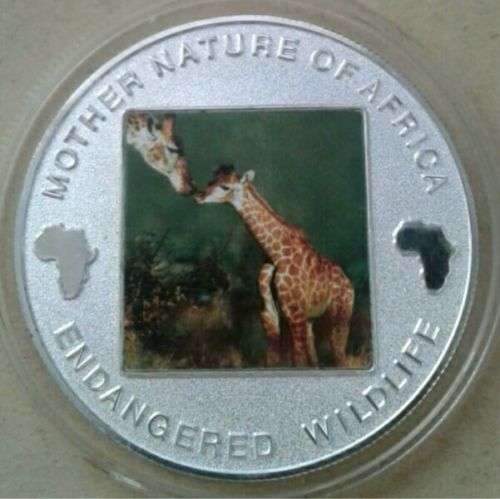 MOTHER NATURE OF AFRICA
ENDANGERED WILDLIFE